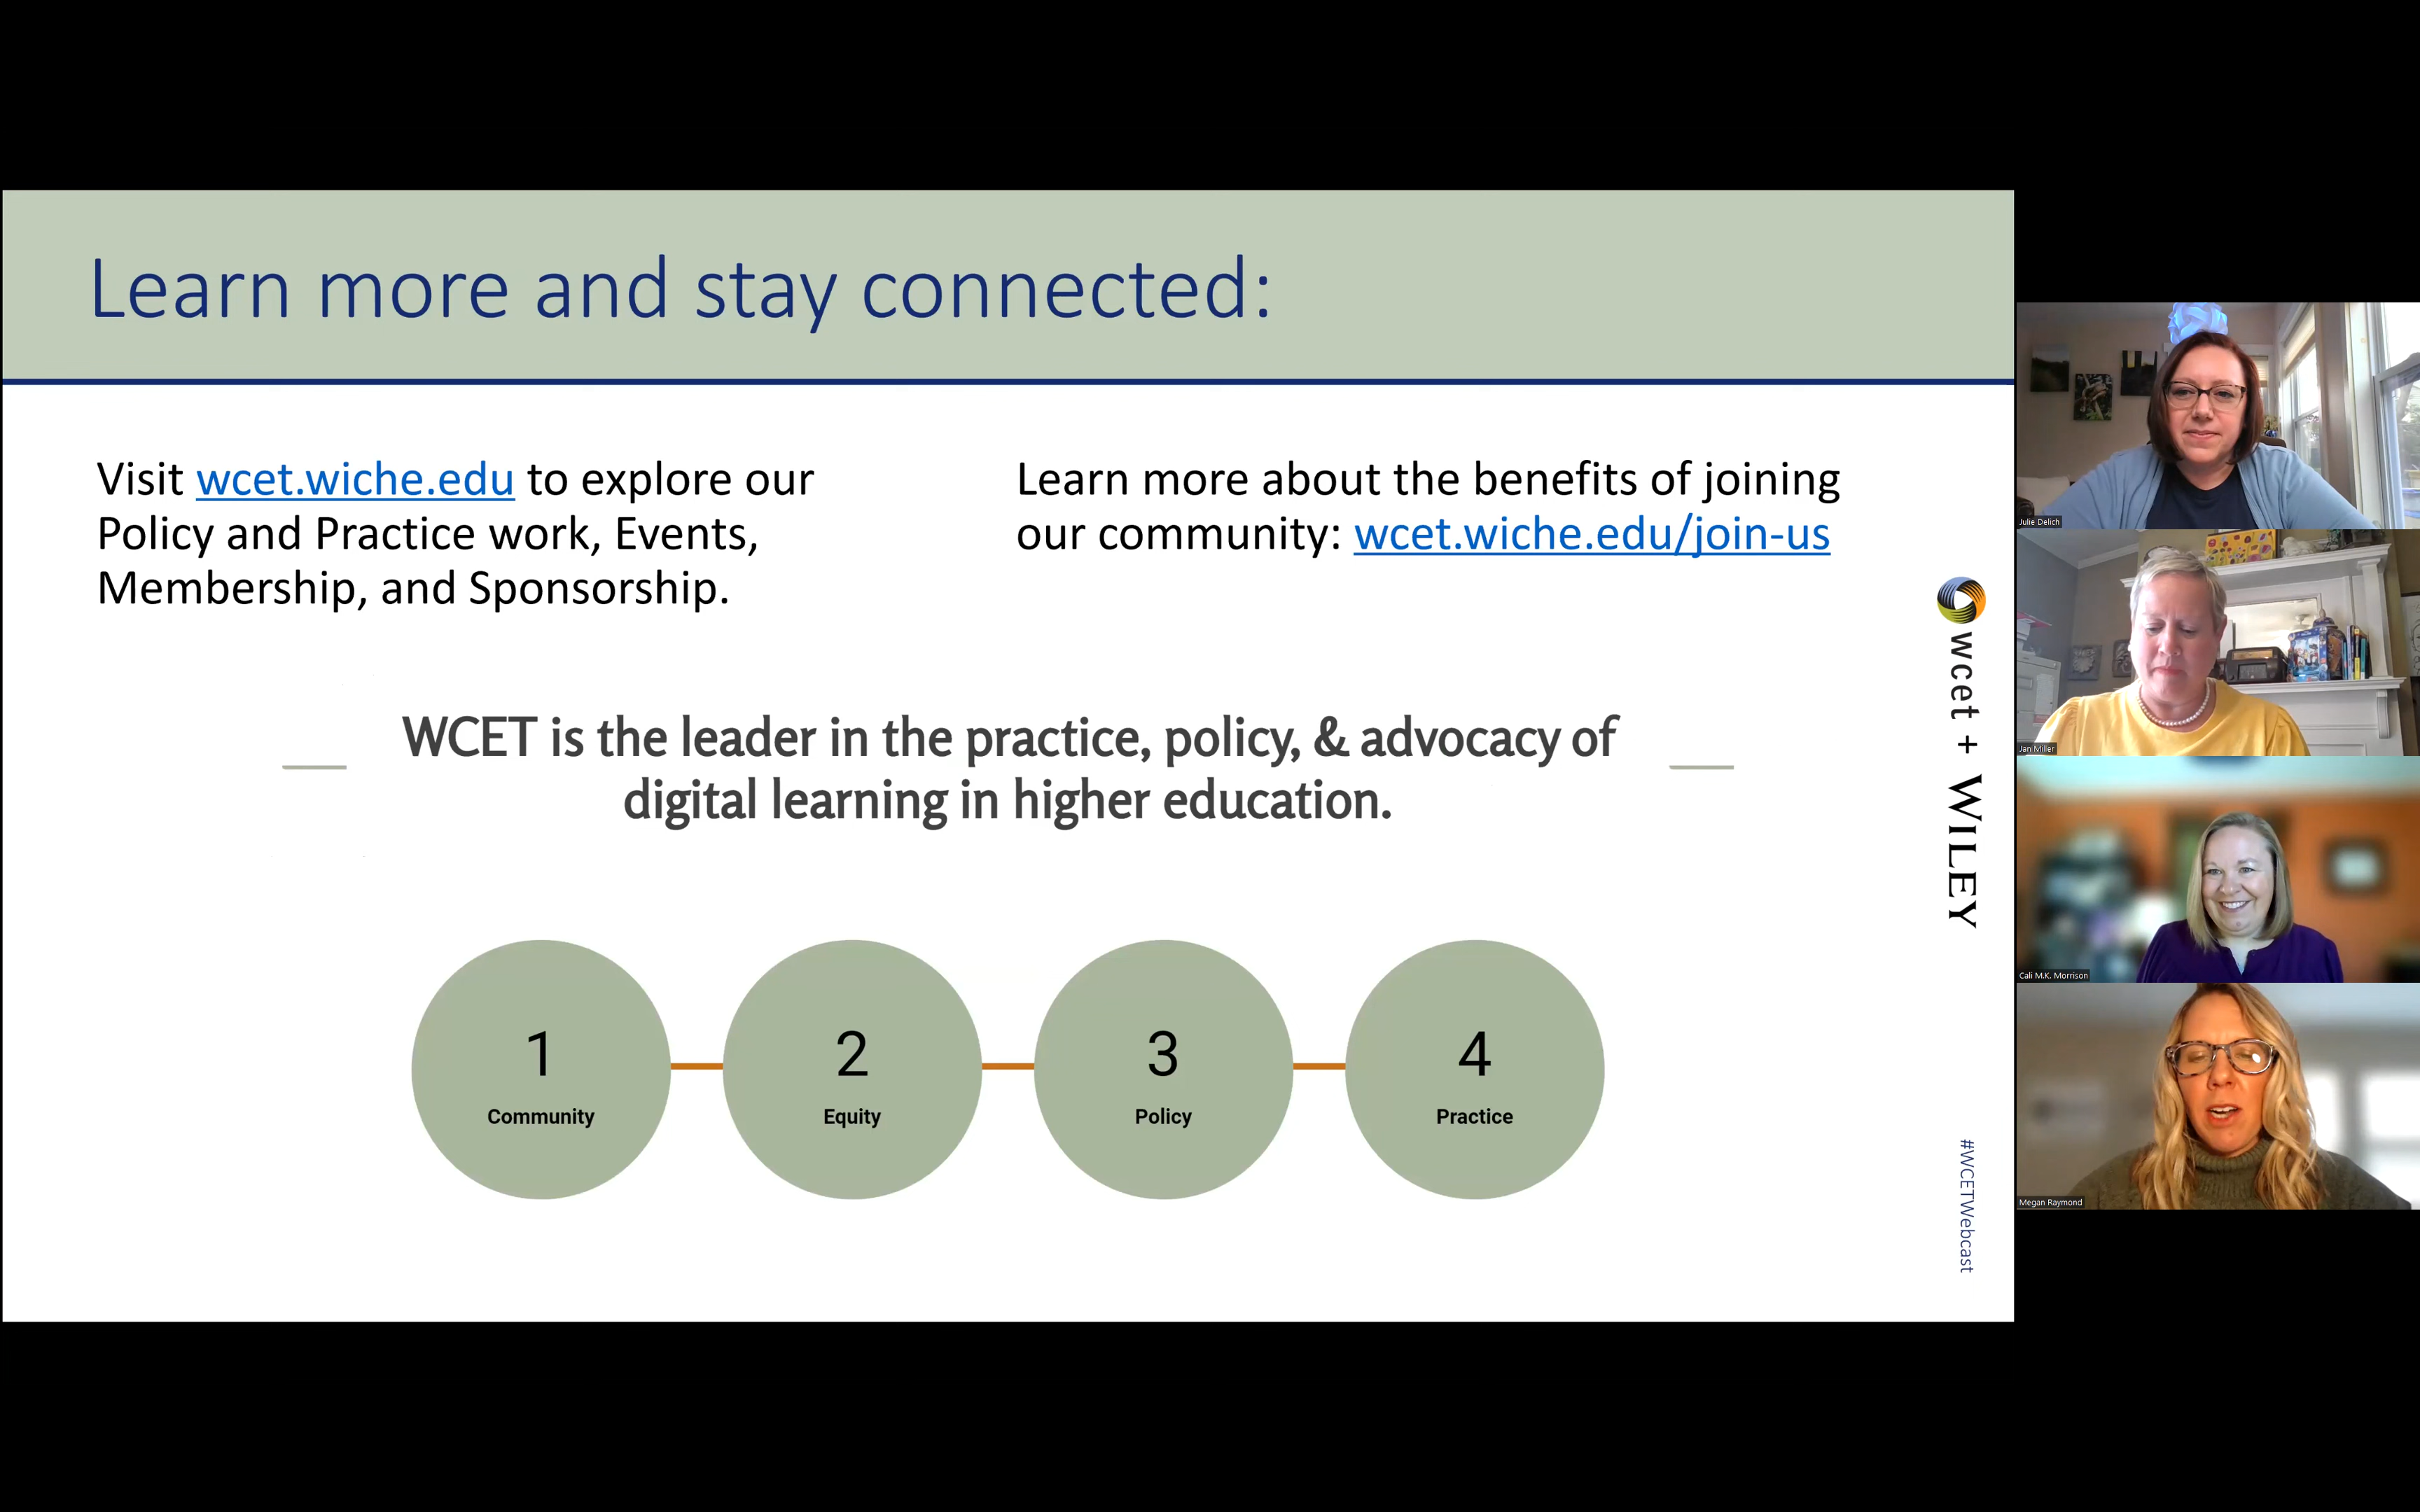 Learn more and stay connected:
Visit wcet.wiche.edu to explore our
Policy and Practice work, Events,
Membership, and Sponsorship.
Learn more about the benefits of joining
our community: wcet.wiche.edu/join-us
WCET is the leader in the practice, policy, & advocacy of
digital learning in higher education.
1
Community
2
Equity
3
Policy
4
Practice
wcet + WILEY
#WCETWebcast
Julie Delich
Jan Miller
Cali M.K. Morrison
Megan Raymond